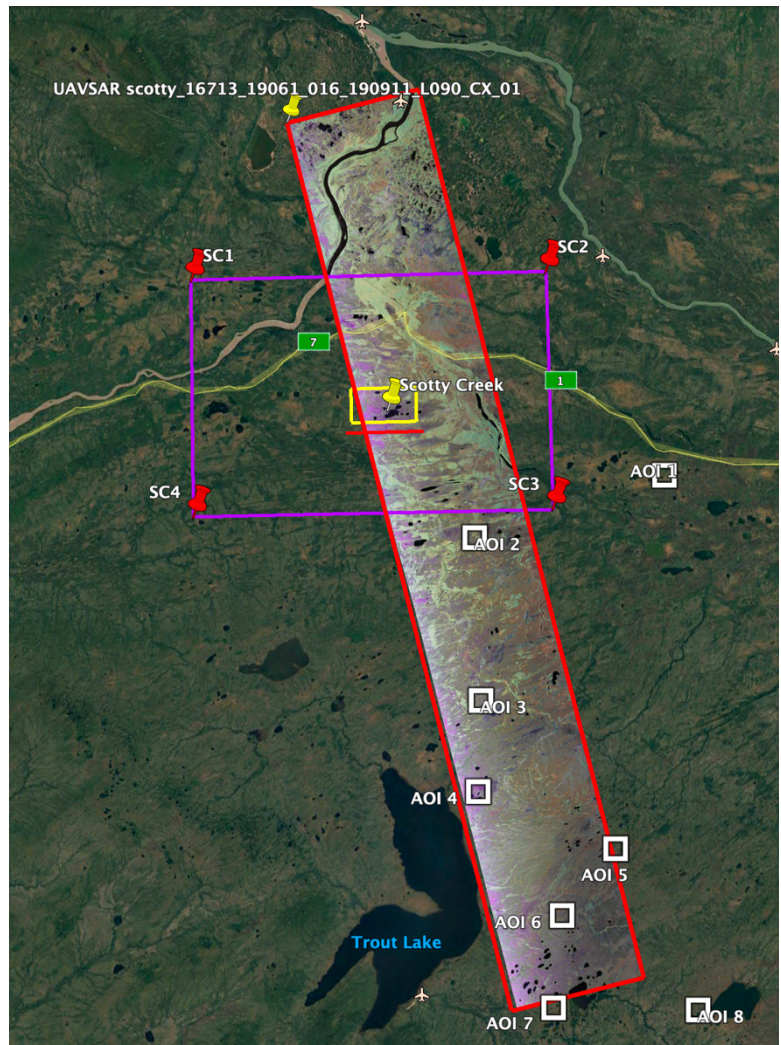 UAVSAR scotty_16713_19061_016_190911_L090_CX_01
SC1
SC2
7
1
Scotty Creek
AOI 1
SC4
SC3
AOI 2
AOI 3
AOI 4
AOI 5
AOI 6
Trout Lake
AOI 7
AOI 8